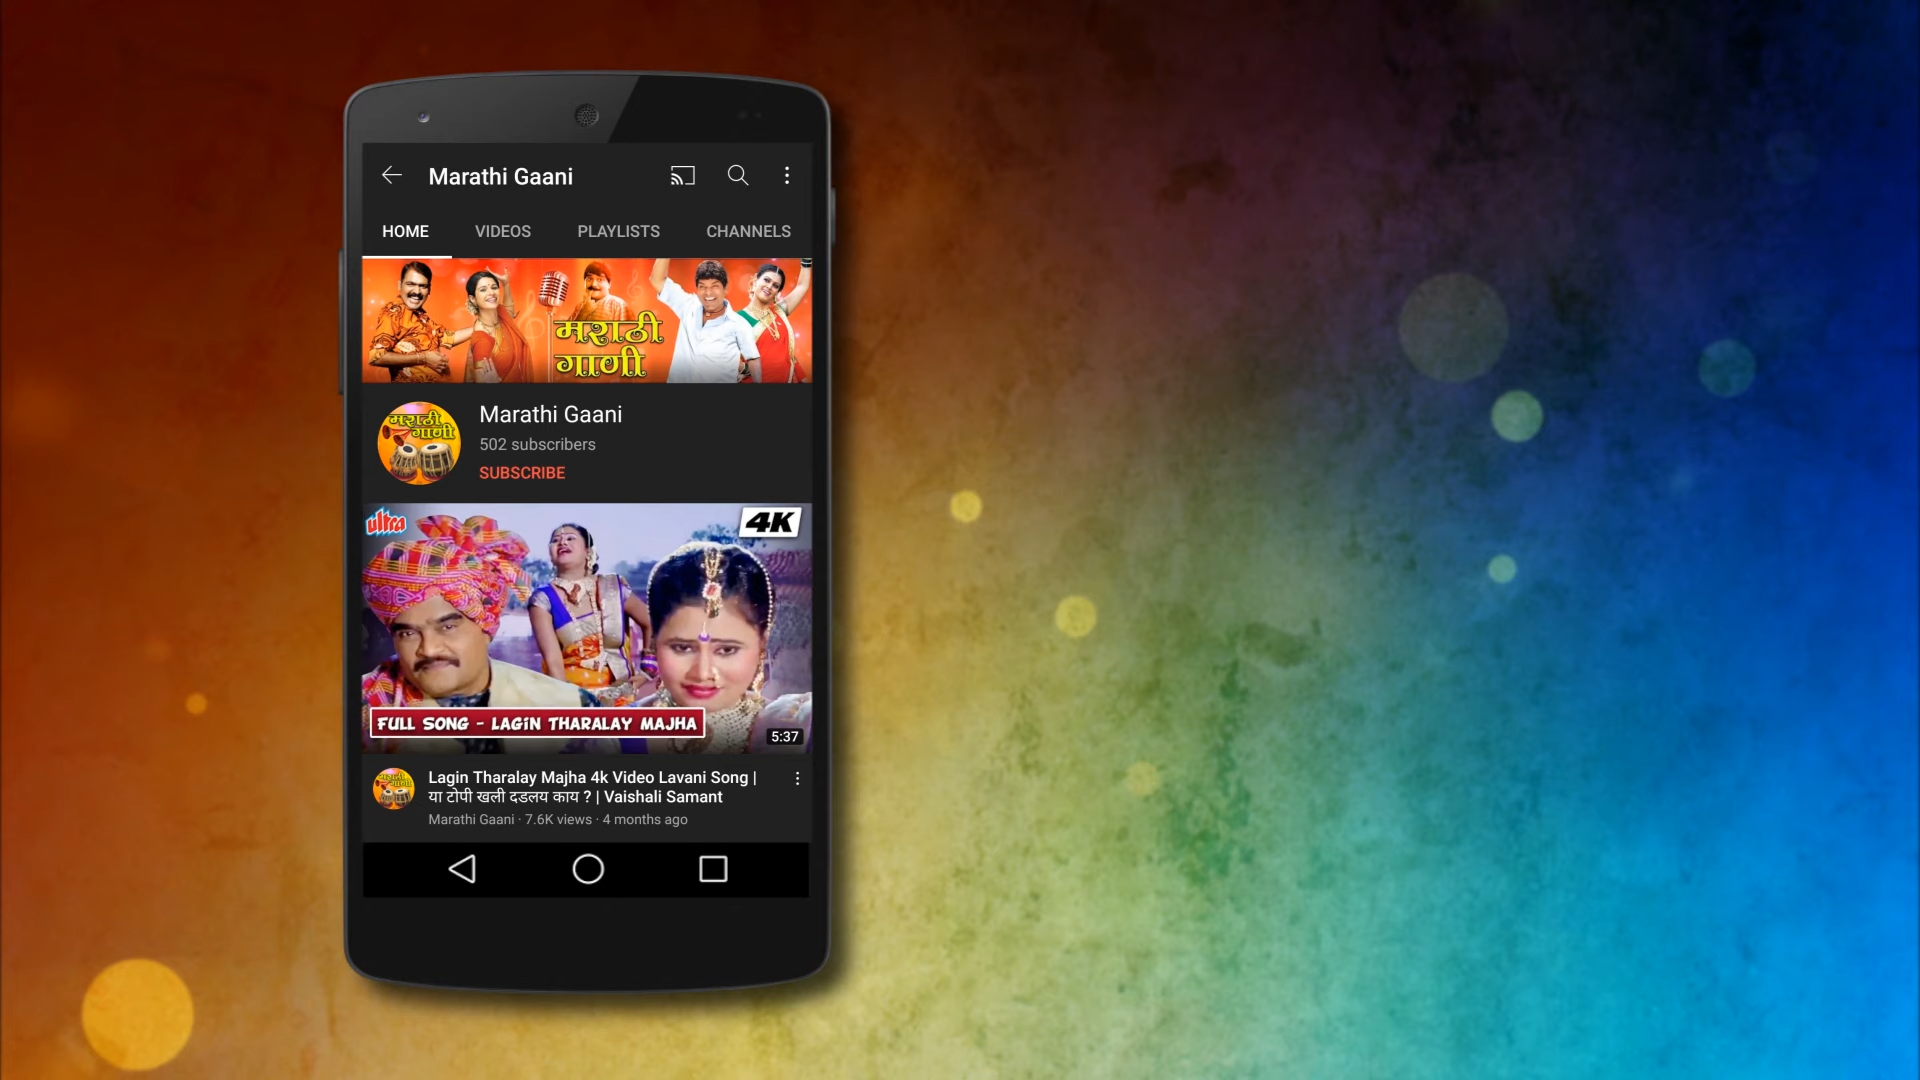 Marathi Gaani
HOME VIDEOS PLAYLISTS CHANNELS
मराठी
गाणी
मराठी
गाणी
Marathi Gaani
502 subscribers
SUBSCRIBE
ultra
4K
FULL SONG - LAGIN THARALAY MAJHA
5:37
मराठी
गाणी
Lagin Tharalay Majha 4k Video Lavani Song |
या टोपी खली दडलय काय ? | Vaishali Samant
Marathi Gaani · 7.6K views · 4 months ago